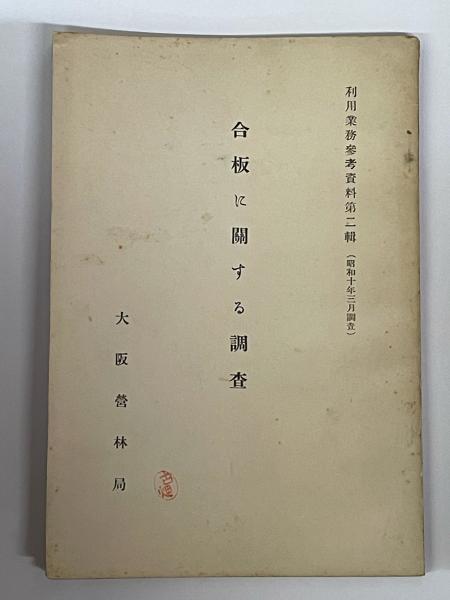 利用業務參考資料第二輯（昭和十年三月調査）
合板に關する調査
大阪營林局